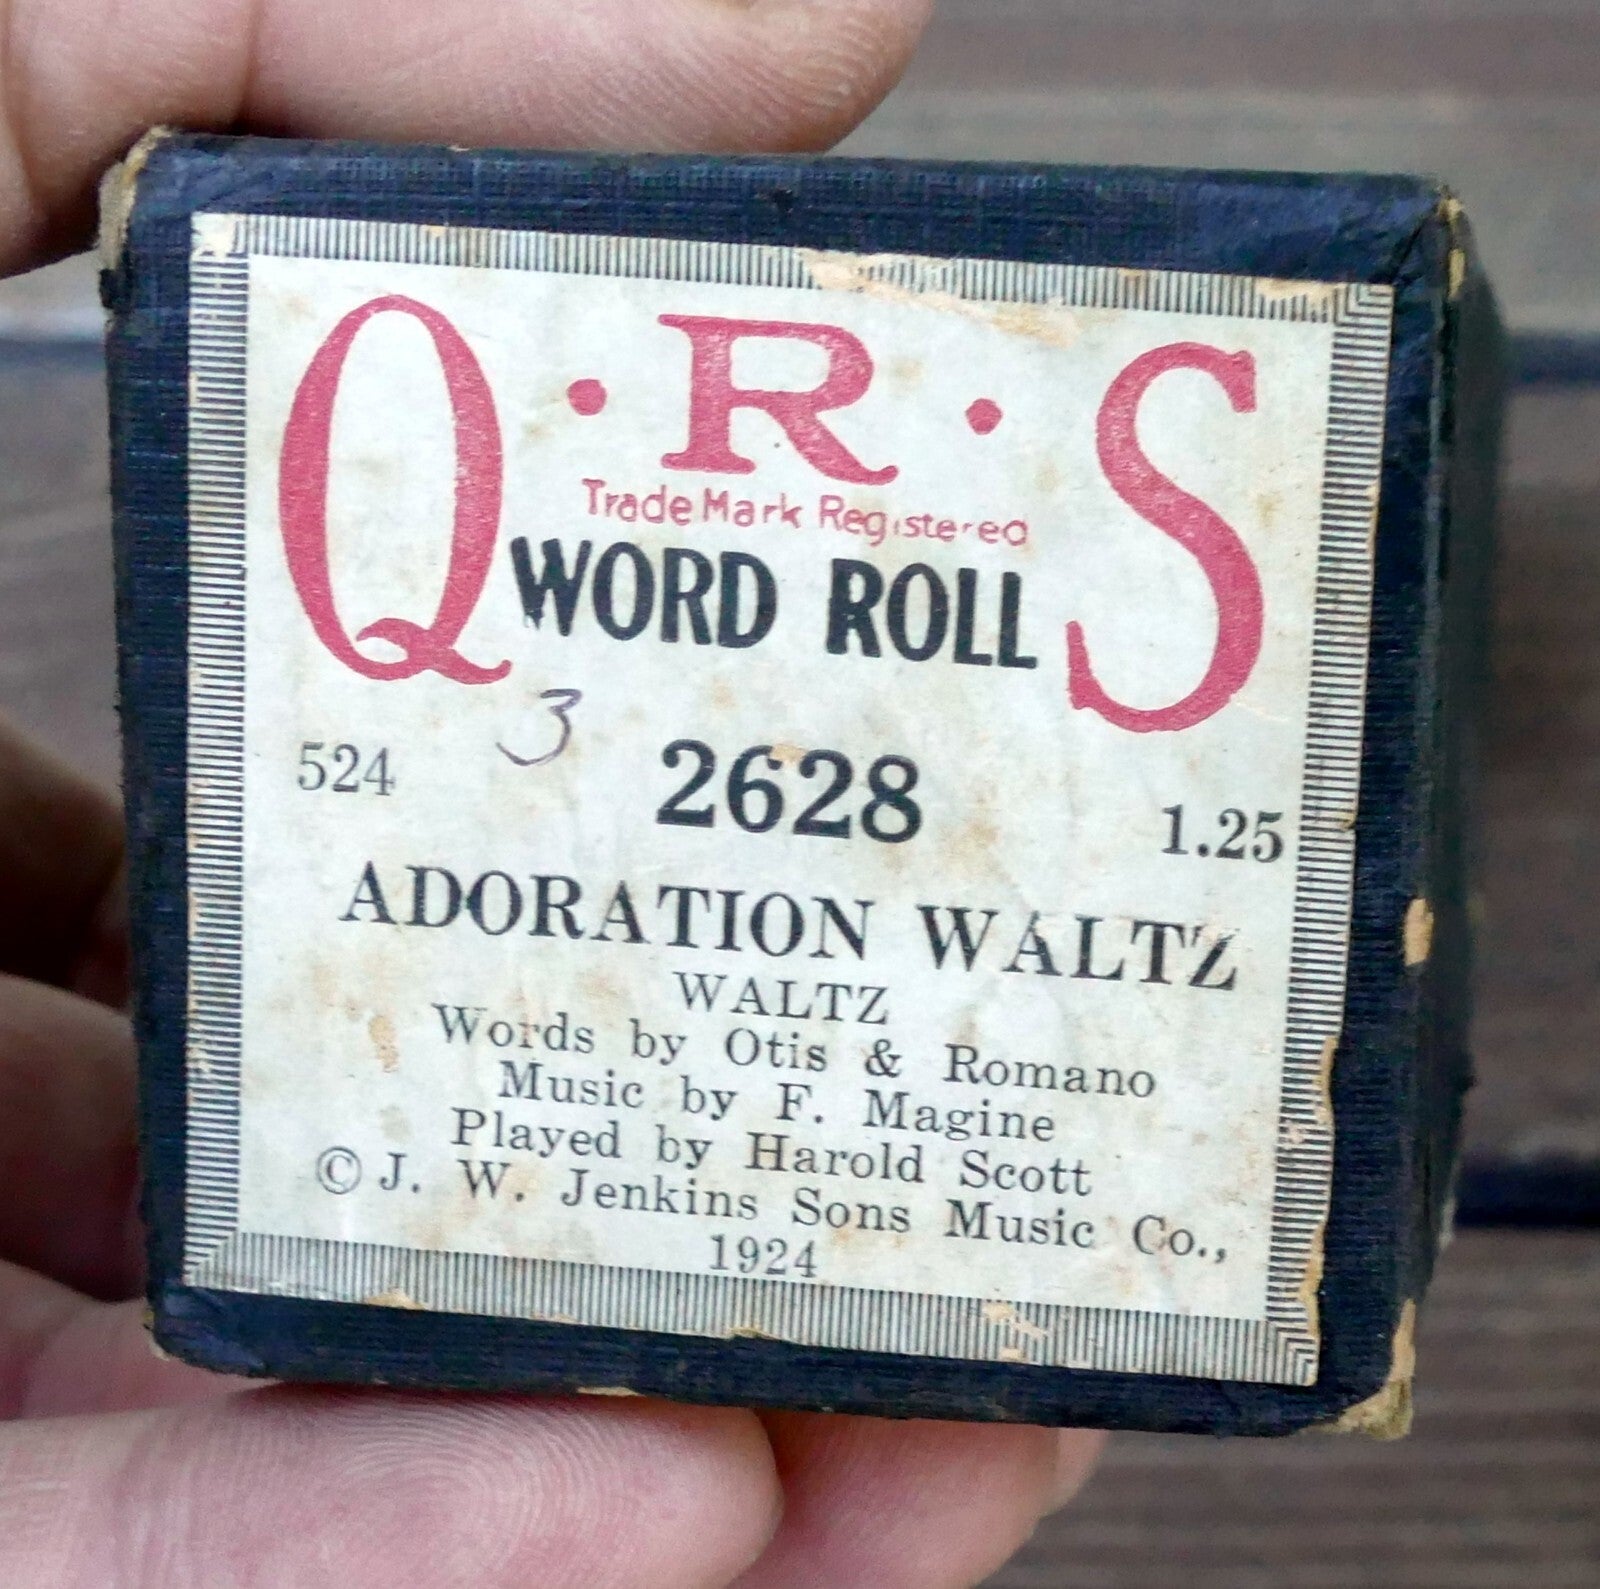 Q·R·S
Trade Mark Registered
WORD ROLL
3
524 2628 1.25
ADORATION WALTZ
WALTZ
Words by Otis & Romano
Music by F. Magine
Played by Harold Scott
© J. W. Jenkins Sons Music Co.,
1924